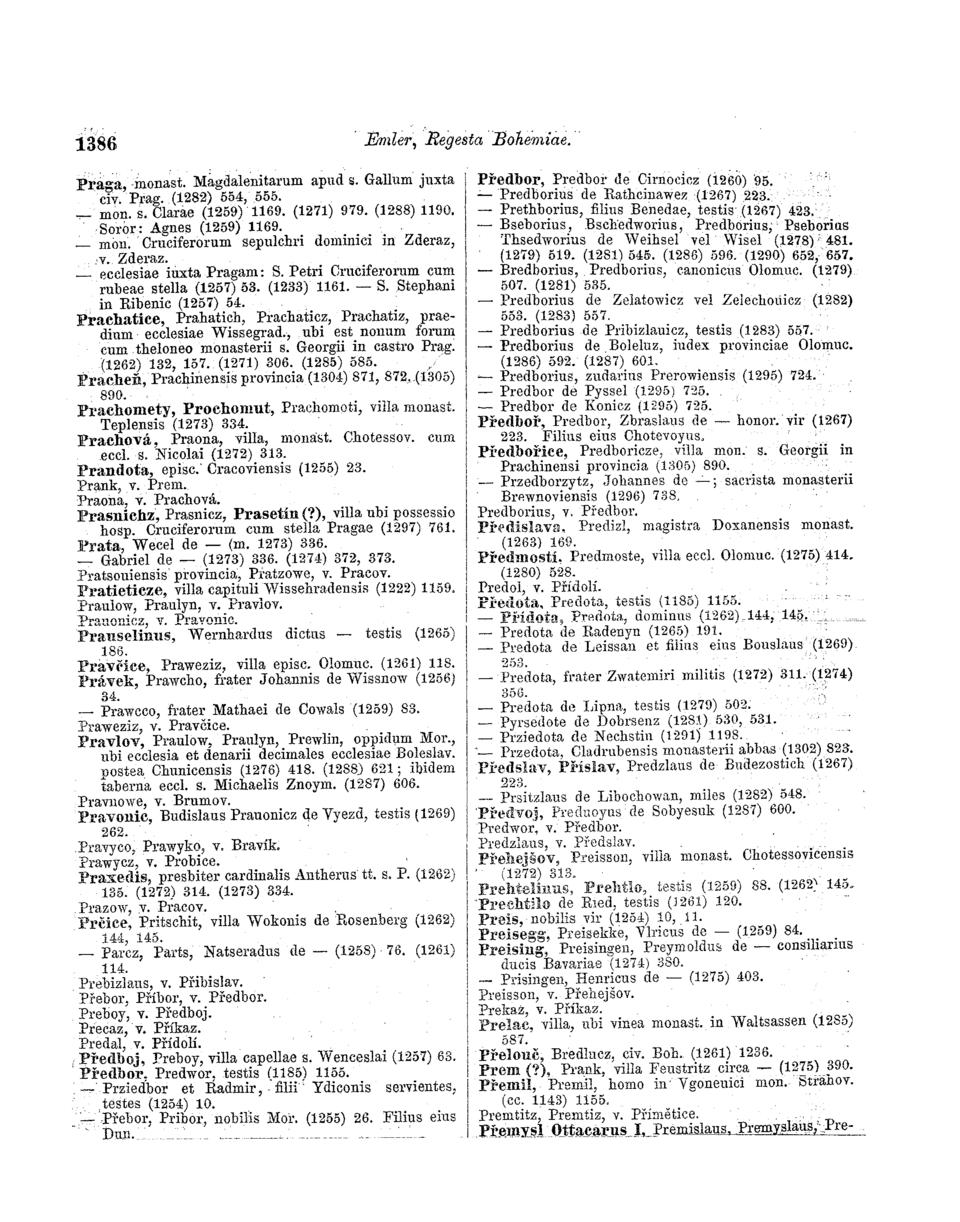 1386
Emler, Regesta Bohemiae.
Praga, monast. Magdalenitarum apud s. Gallum juxta
civ. Prag. (1282) 554, 555.
— mon. s. Clarae (1259) 1169. (1271) 979. (1288) 1190.
Soror: Agnes (1259) 1169.
— mon. Cruciferorum sepulchri dominici in Zderaz,
v. Zderaz.
— ecclesiae iuxta Pragam: S. Petri Cruciferorum cum
rubeae stella (1257) 53. (1233) 1161. — S. Stephani
in Ribenic (1257) 54.
Prachatice, Prahatich, Prachaticz, Prachatiz, prae-
dium ecclesiae Wissegrad., ubi est nonum forum
cum theloneo monasterii s. Georgii in castro Prag.
(1262) 132, 157. (1271) 306. (1285) 585.
Pracheň, Prachinensis provincia (1304) 871, 872. (1305)
890.
Prachomety, Prochomut, Prachomoti, villa monast.
Teplensis (1273) 334.
Prachová, Praona, villa, monast. Chotessov. cum
eccl. s. Nicolai (1272) 313.
Prandota, episc. Cracoviensis (1255) 23.
Prank, v. Prem.
Praona, v. Prachová.
Prasnichz, Prasnicz, Prasetín (?), villa ubi possessio
hosp. Cruciferorum cum stella Pragae (1297) 761.
Prata, Wecel de — (m. 1273) 336.
— Gabriel de — (1273) 336. (1274) 372, 373.
Pratsouiensis provincia, Pratzowe, v. Pracov.
Pratieticze, villa capituli Wissehradensis (1222) 1159.
Praulow, Praulyn, v. Pravlov.
Prauonicz, v. Pravonic.
Prauselinus, Wernhardus dictus — testis (1265)
186.
Pravčice, Praweziz, villa episc. Olomuc. (1261) 118.
Právek, Prawcho, frater Johannis de Wissnow (1256)
34.
— Prawcco, frater Mathaei de Cowals (1259) 83.
Praweziz, v. Pravčice.
Pravlov, Praulow, Praulyn, Prewlin, oppidum Mor.,
ubi ecclesia et denarii decimales ecclesiae Boleslav.
postea Chunicensis (1276) 418. (1288) 621; ibidem
taberna eccl. s. Michaelis Znoym. (1287) 606.
Pravnowe, v. Brumov.
Pravonic, Budislaus Prauonicz de Vyezd, testis (1269)
262.
Pravyco, Prawyko, v. Bravík.
Prawycz, v. Probice.
Praxedis, presbiter cardinalis Antherus tt. s. P. (1262)
135. (1272) 314. (1273) 334.
Prazow, v. Pracov.
Prčice, Pritschit, villa Wokonis de Rosenberg (1262)
144, 145.
— Parcz, Parts, Natseradus de — (1258) 76. (1261)
114.
Prebizlaus, v. Přibislav.
Přebor, Příbor, v. Předbor.
Preboy, v. Předboj.
Přecaz, v. Příkaz.
Predal, v. Přídolí.
Předboj, Preboy, villa capellae s. Wenceslai (1257) 63.
Předbor, Predwor, testis (1185) 1155.
— Prziedbor et Radmir, filii Ydiconis servientes,
testes (1254) 10.
— Přebor, Pribor, nobilis Mor. (1255) 26. Filius eius
Dun.
Předbor, Predbor de Cirnocicz (1260) 95.
— Predborius de Rathcinawez (1267) 223.
— Prethborius, filius Benedae, testis (1267) 423.
— Bseborius, Bschedworius, Predborius, Pseborius
Thsedworius de Weihsel vel Wisel (1278) 481.
(1279) 519. (1281) 545. (1286) 596. (1290) 652, 657.
— Bredborius, Predborius, canonicus Olomuc. (1279)
507. (1281) 535.
— Predborius de Zelatowicz vel Zelechouicz (1282)
553. (1283) 557.
— Predborius de Pribizlauicz, testis (1283) 557.
— Predborius de Boleluz, iudex provinciae Olomuc.
(1286) 592. (1287) 601.
— Predborius, zudarius Prerowiensis (1295) 724.
— Predbor de Pyssel (1295) 725.
— Predbor de Konicz (1295) 725.
Předboř, Predbor, Zbraslaus de — honor. vir (1267)
223. Filius eius Chotevoyus.
Předbořice, Predboricze, villa mon. s. Georgii in
Prachinensi provincia (1305) 890.
— Przedborzytz, Johannes de —; sacrista monasterii
Brewnoviensis (1296) 738.
Predborius, v. Předbor.
Předislava, Predizl, magistra Doxanensis monast.
(1263) 169.
Předmostí, Predmoste, villa eccl. Olomuc. (1275) 414.
(1280) 528.
Predol, v. Přídolí.
Předota, Predota, testis (1185) 1155.
— Přídota, Predota, dominus (1262) 144, 145.
— Predota de Radenyn (1265) 191.
— Predota de Leissan et filius eius Bouslaus (1269)
253.
— Predota, frater Zwatemiri militis (1272) 311. (1274)
356.
— Predota de Lipna, testis (1279) 502.
— Pyrsedote de Dobrsenz (1281) 530, 531.
— Prziedota de Nechstin (1291) 1198.
— Przedota, Cladrubensis monasterii abbas (1302) 823.
Předslav, Příslav, Predzlaus de Budezostich (1267)
223.
— Prsitzlaus de Libochowan, miles (1282) 548.
Předvoj, Preduoyus de Sobyesuk (1287) 600.
Predwor, v. Předbor.
Predzlaus, v. Předslav.
Přehejšov, Preisson, villa monast. Chotessovicensis
(1272) 313.
Prehtelinus, Prehtlo, testis (1259) 88. (1262) 145.
Prechtilo de Ried, testis (1261) 120.
Preis, nobilis vir (1254) 10, 11.
Preisegg, Preisekke, Vlricus de — (1259) 84.
Preising, Preisingen, Preymoldus de — consiliarius
ducis Bavariae (1274) 380.
— Prisingen, Henricus de — (1275) 403.
Preisson, v. Přehejšov.
Prekaz, v. Příkaz.
Prelac, villa, ubi vinea monast. in Waltsassen (1285)
587.
Přelouč, Bredlucz, civ. Boh. (1261) 1236.
Prem (?), Prank, villa Feustritz circa — (1275) 390.
Přemil, Premil, homo in Vgoneuici mon. Strahov.
(cc. 1143) 1155.
Premtitz, Premtiz, v. Přímětice.
Přemysl Ottacarus I, Premislaus, Premyslaus, Pre-